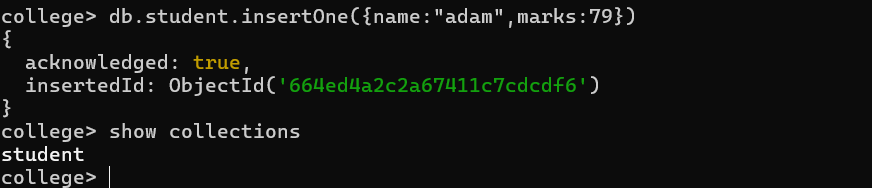 college> db.student.insertOne({name:"adam",marks:79})
{
  acknowledged: true,
  insertedId: ObjectId('664ed4a2c2a67411c7cdcdf6')
}
college> show collections
student
college>